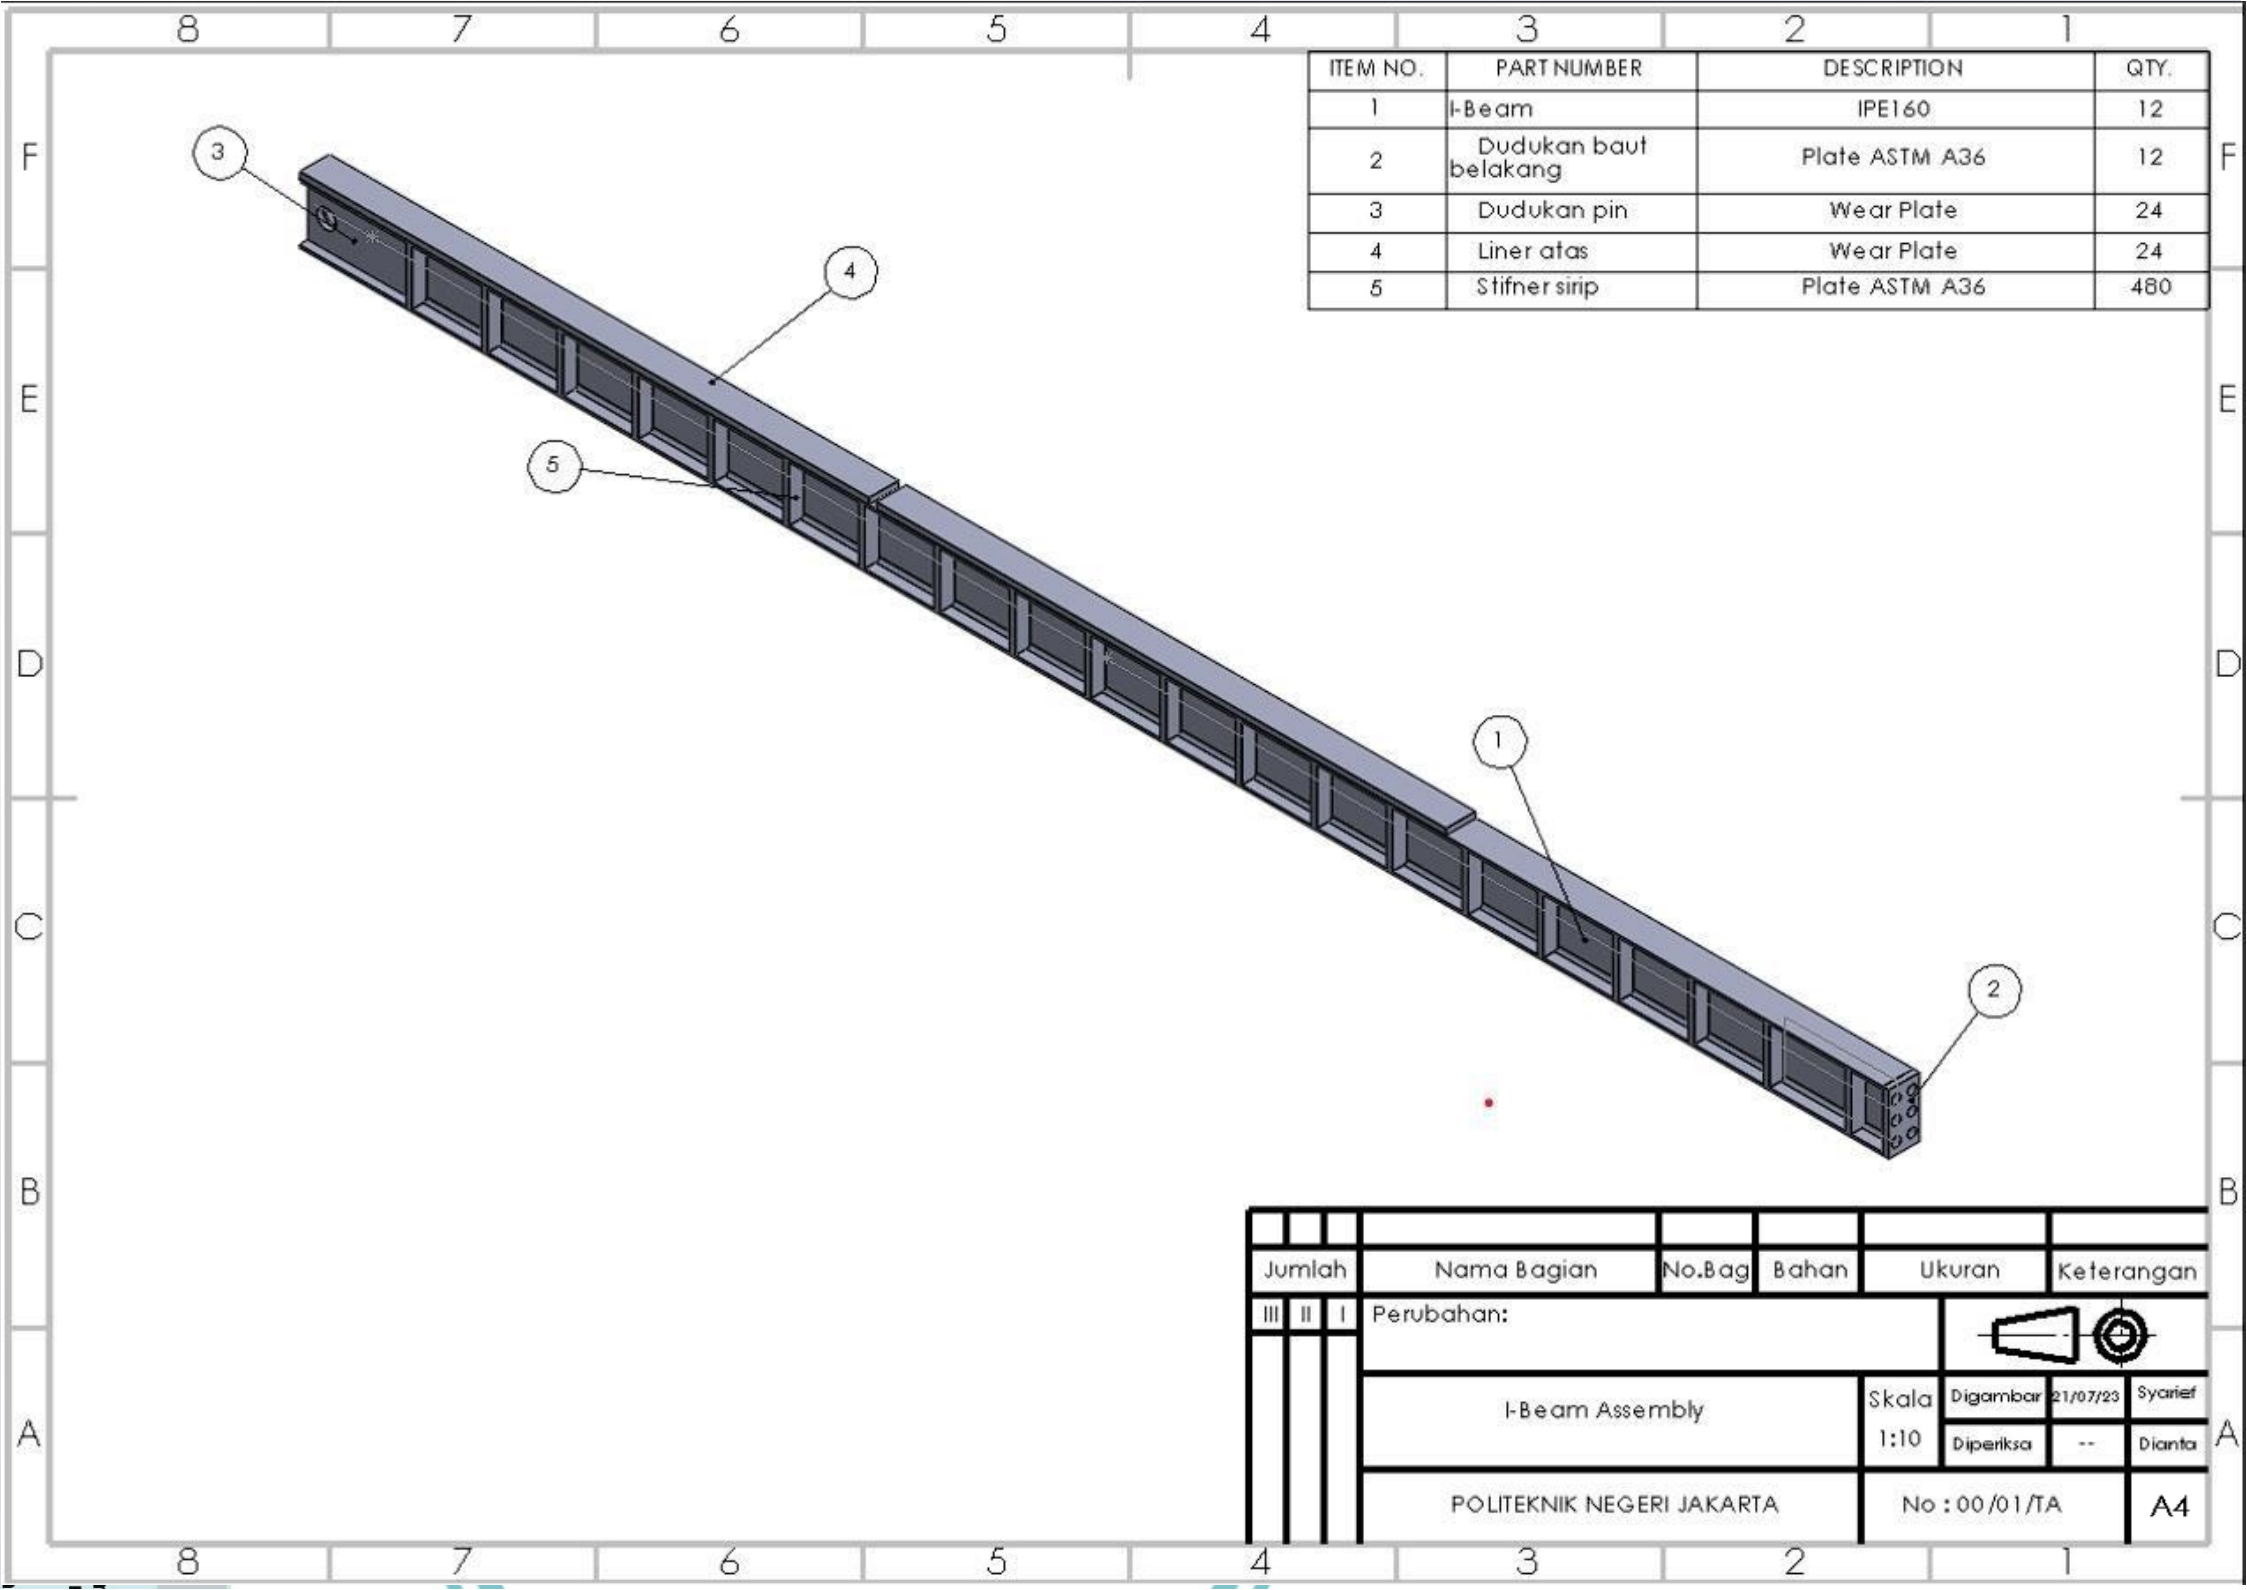 8 7 6 5 4 3 2 1
ITEM NO. PART NUMBER DESCRIPTION QTY.
1 I-Beam IPE160 12
2 Dudukan baut belakang Plate ASTM A36 12
3 Dudukan pin Wear Plate 24
4 Liner atas Wear Plate 24
5 Stifner sirip Plate ASTM A36 480
F F
3
4
E E
5
D D
1
C C
2
B B
Jumlah Nama Bagian No.Bag Bahan Ukuran Keterangan
III II I Perubahan:
I-Beam Assembly
Skala
1:10
Digambar 21/07/23 Syarief
Diperiksa -- Dianta
A A
POLITEKNIK NEGERI JAKARTA No : 00/01/TA A4
8 7 6 5 4 3 2 1